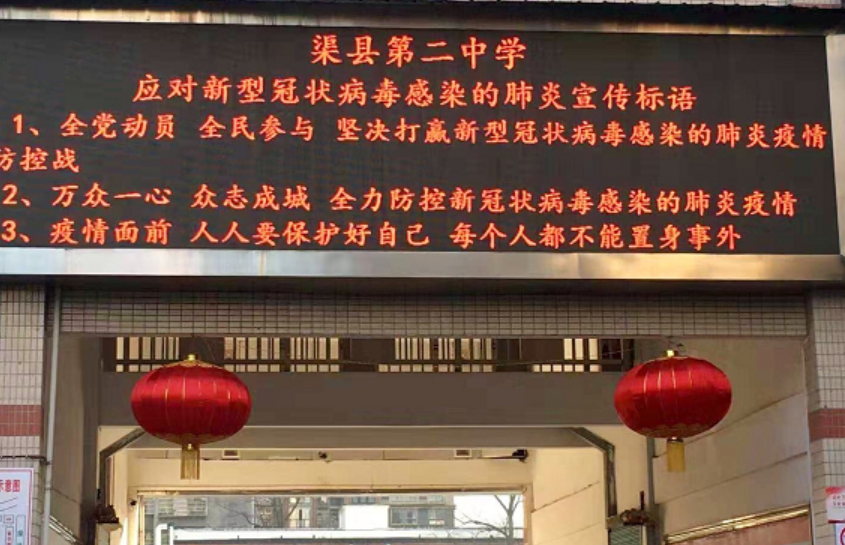 渠县第二中学
应对新型冠状病毒感染的肺炎宣传标语
1、全党动员 全民参与 坚决打赢新型冠状病毒感染的肺炎疫情
防控战
2、万众一心 众志成城 全力防控新冠状病毒感染的肺炎疫情
3、疫情面前 人人要保护好自己 每个人都不能置身事外
示意图